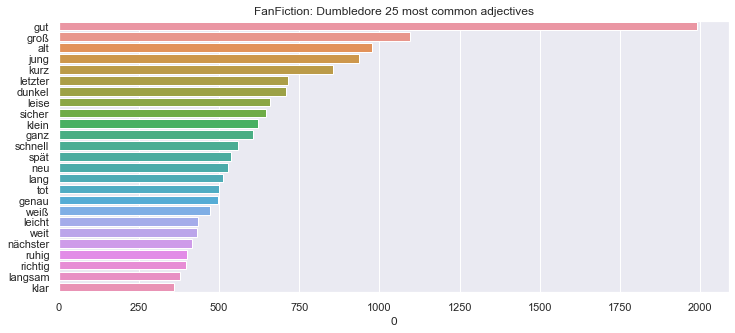 FanFiction: Dumbledore 25 most common adjectives
gut
groß
alt
jung
kurz
letzter
dunkel
leise
sicher
klein
ganz
schnell
spät
neu
lang
tot
genau
weiß
leicht
weit
nächster
ruhig
richtig
langsam
klar
0 250 500 750 1000 1250 1500 1750 2000
0